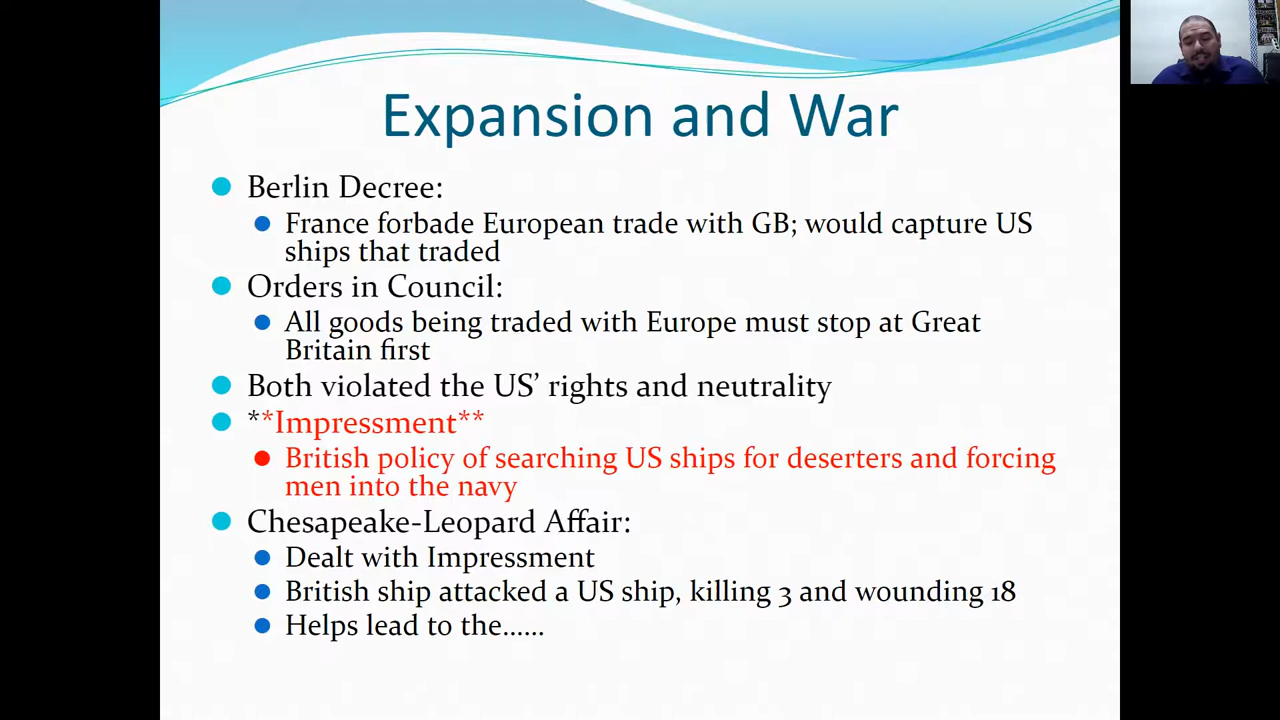 Expansion and War
Berlin Decree:
France forbade European trade with GB; would capture US
ships that traded
Orders in Council:
All goods being traded with Europe must stop at Great
Britain first
Both violated the US’ rights and neutrality
**Impressment**
British policy of searching US ships for deserters and forcing
men into the navy
Chesapeake-Leopard Affair:
Dealt with Impressment
British ship attacked a US ship, killing 3 and wounding 18
Helps lead to the……